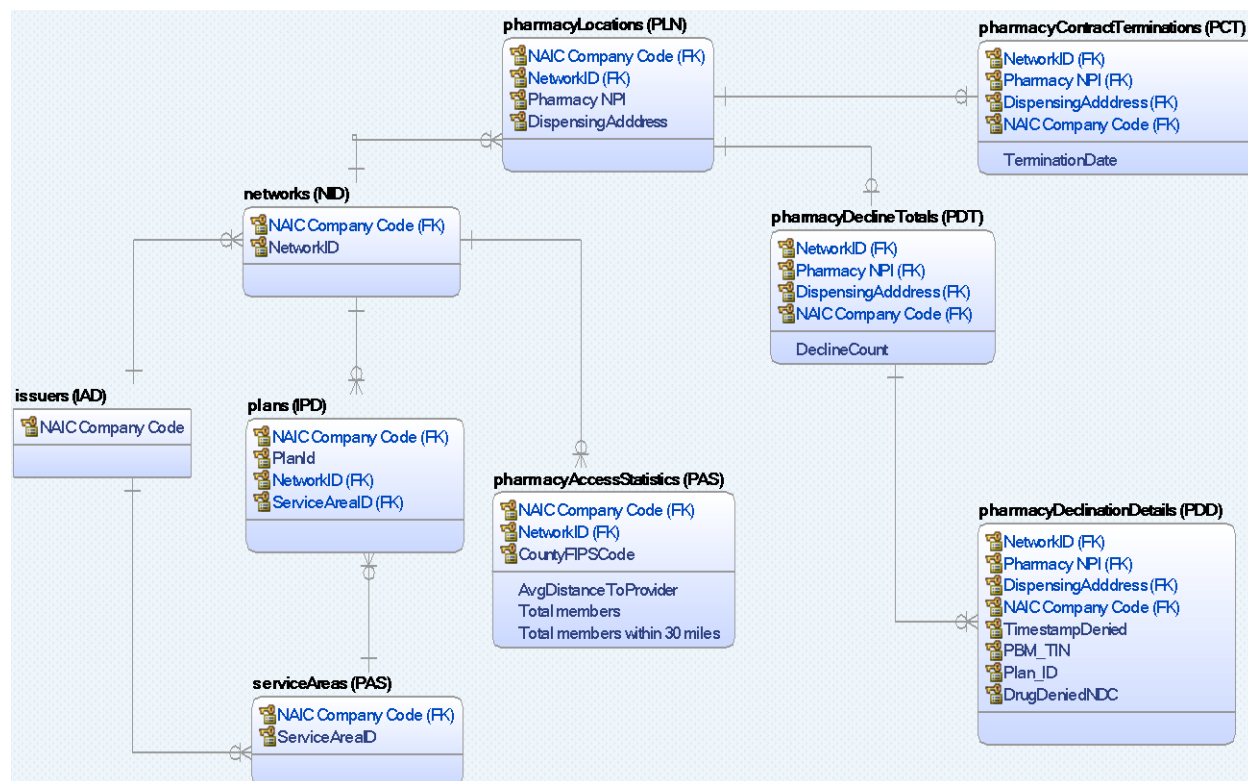 pharmacyLocations (PLN)
NAIC Company Code (FK)
NetworkID (FK)
Pharmacy NPI
DispensingAdddress
pharmacyContractTerminations (PCT)
NetworkID (FK)
Pharmacy NPI (FK)
DispensingAdddress (FK)
NAIC Company Code (FK)
TerminationDate
networks (NID)
NAIC Company Code (FK)
NetworkID
pharmacyDeclineTotals (PDT)
NetworkID (FK)
Pharmacy NPI (FK)
DispensingAdddress (FK)
NAIC Company Code (FK)
DeclineCount
issuers (IAD)
NAIC Company Code
plans (IPD)
NAIC Company Code (FK)
PlanId
NetworkID (FK)
ServiceAreaID (FK)
pharmacyAccessStatistics (PAS)
NAIC Company Code (FK)
NetworkID (FK)
CountyFIPSCode
AvgDistanceToProvider
Total members
Total members within 30 miles
pharmacyDeclinationDetails (PDD)
NetworkID (FK)
Pharmacy NPI (FK)
DispensingAdddress (FK)
NAIC Company Code (FK)
TimestampDenied
PBM_TIN
Plan_ID
DrugDeniedNDC
serviceAreas (PAS)
NAIC Company Code (FK)
ServiceAreaID